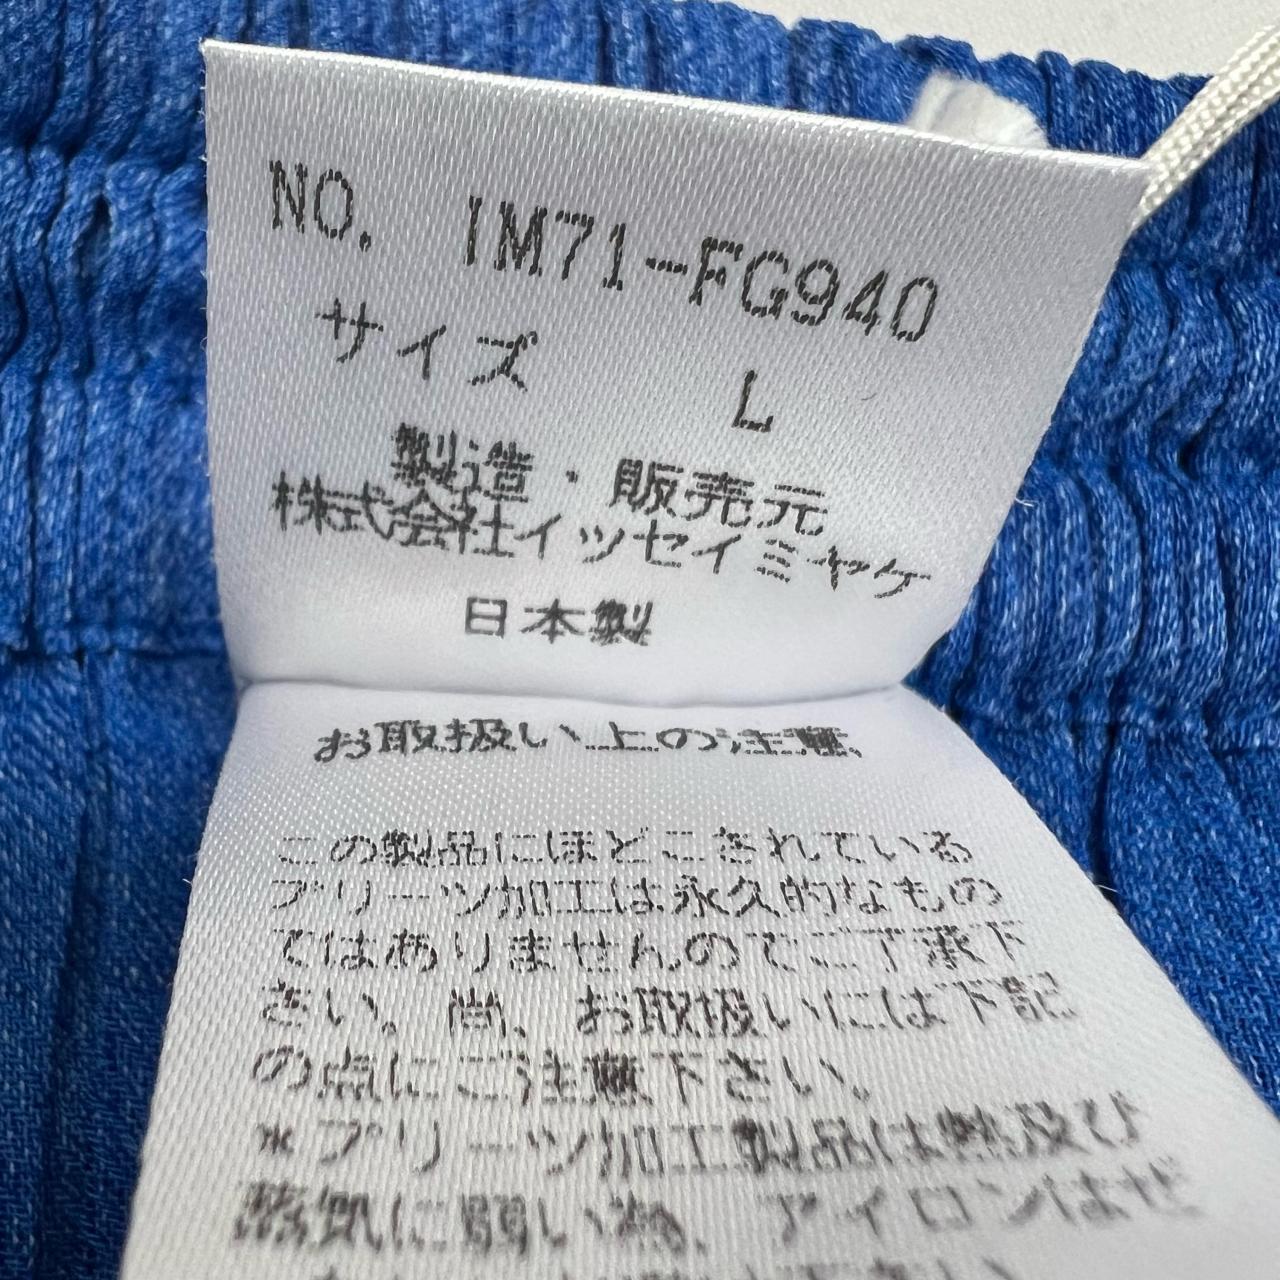 NO. IM71-FG940
サイズ L
製造・販売元
株式会社イッセイミヤケ
日本製
お取扱い上の注意
この製品にほどこされている
プリーツ加工は永久的なもの
ではありませんのでご了承下
さい。尚、お取扱いには下記
の点にご注意下さい。
*プリーツ加工製品は熱及び
蒸気に弱い為、アイロンはぜ